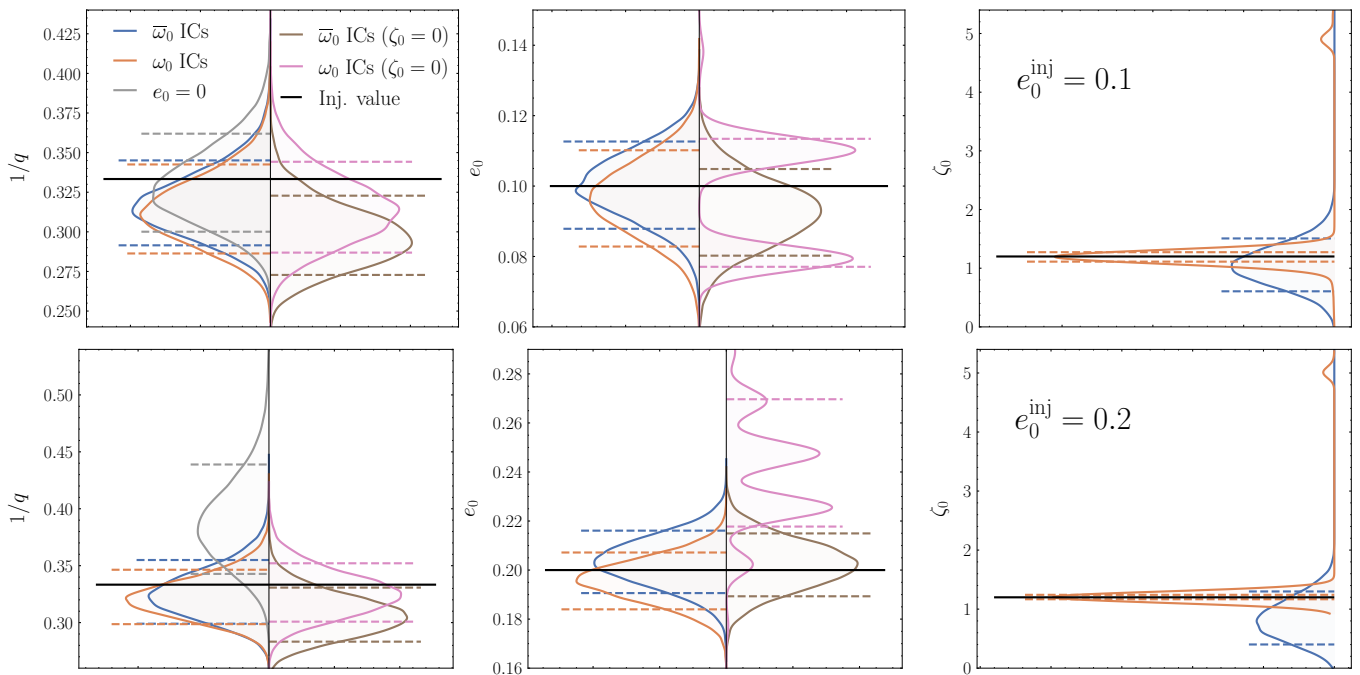 0.425
0.400
0.375
0.350
0.325
0.300
0.275
0.250
1/q
ω̅₀ ICs
ω₀ ICs
e₀ = 0
ω̅₀ ICs (ζ₀ = 0)
ω₀ ICs (ζ₀ = 0)
Inj. value
0.14
0.12
0.10
0.08
0.06
e₀
5
4
3
2
1
0
ζ₀
e₀^inj = 0.1
0.50
0.45
0.40
0.35
0.30
1/q
0.28
0.26
0.24
0.22
0.20
0.18
0.16
e₀
5
4
3
2
1
0
ζ₀
e₀^inj = 0.2